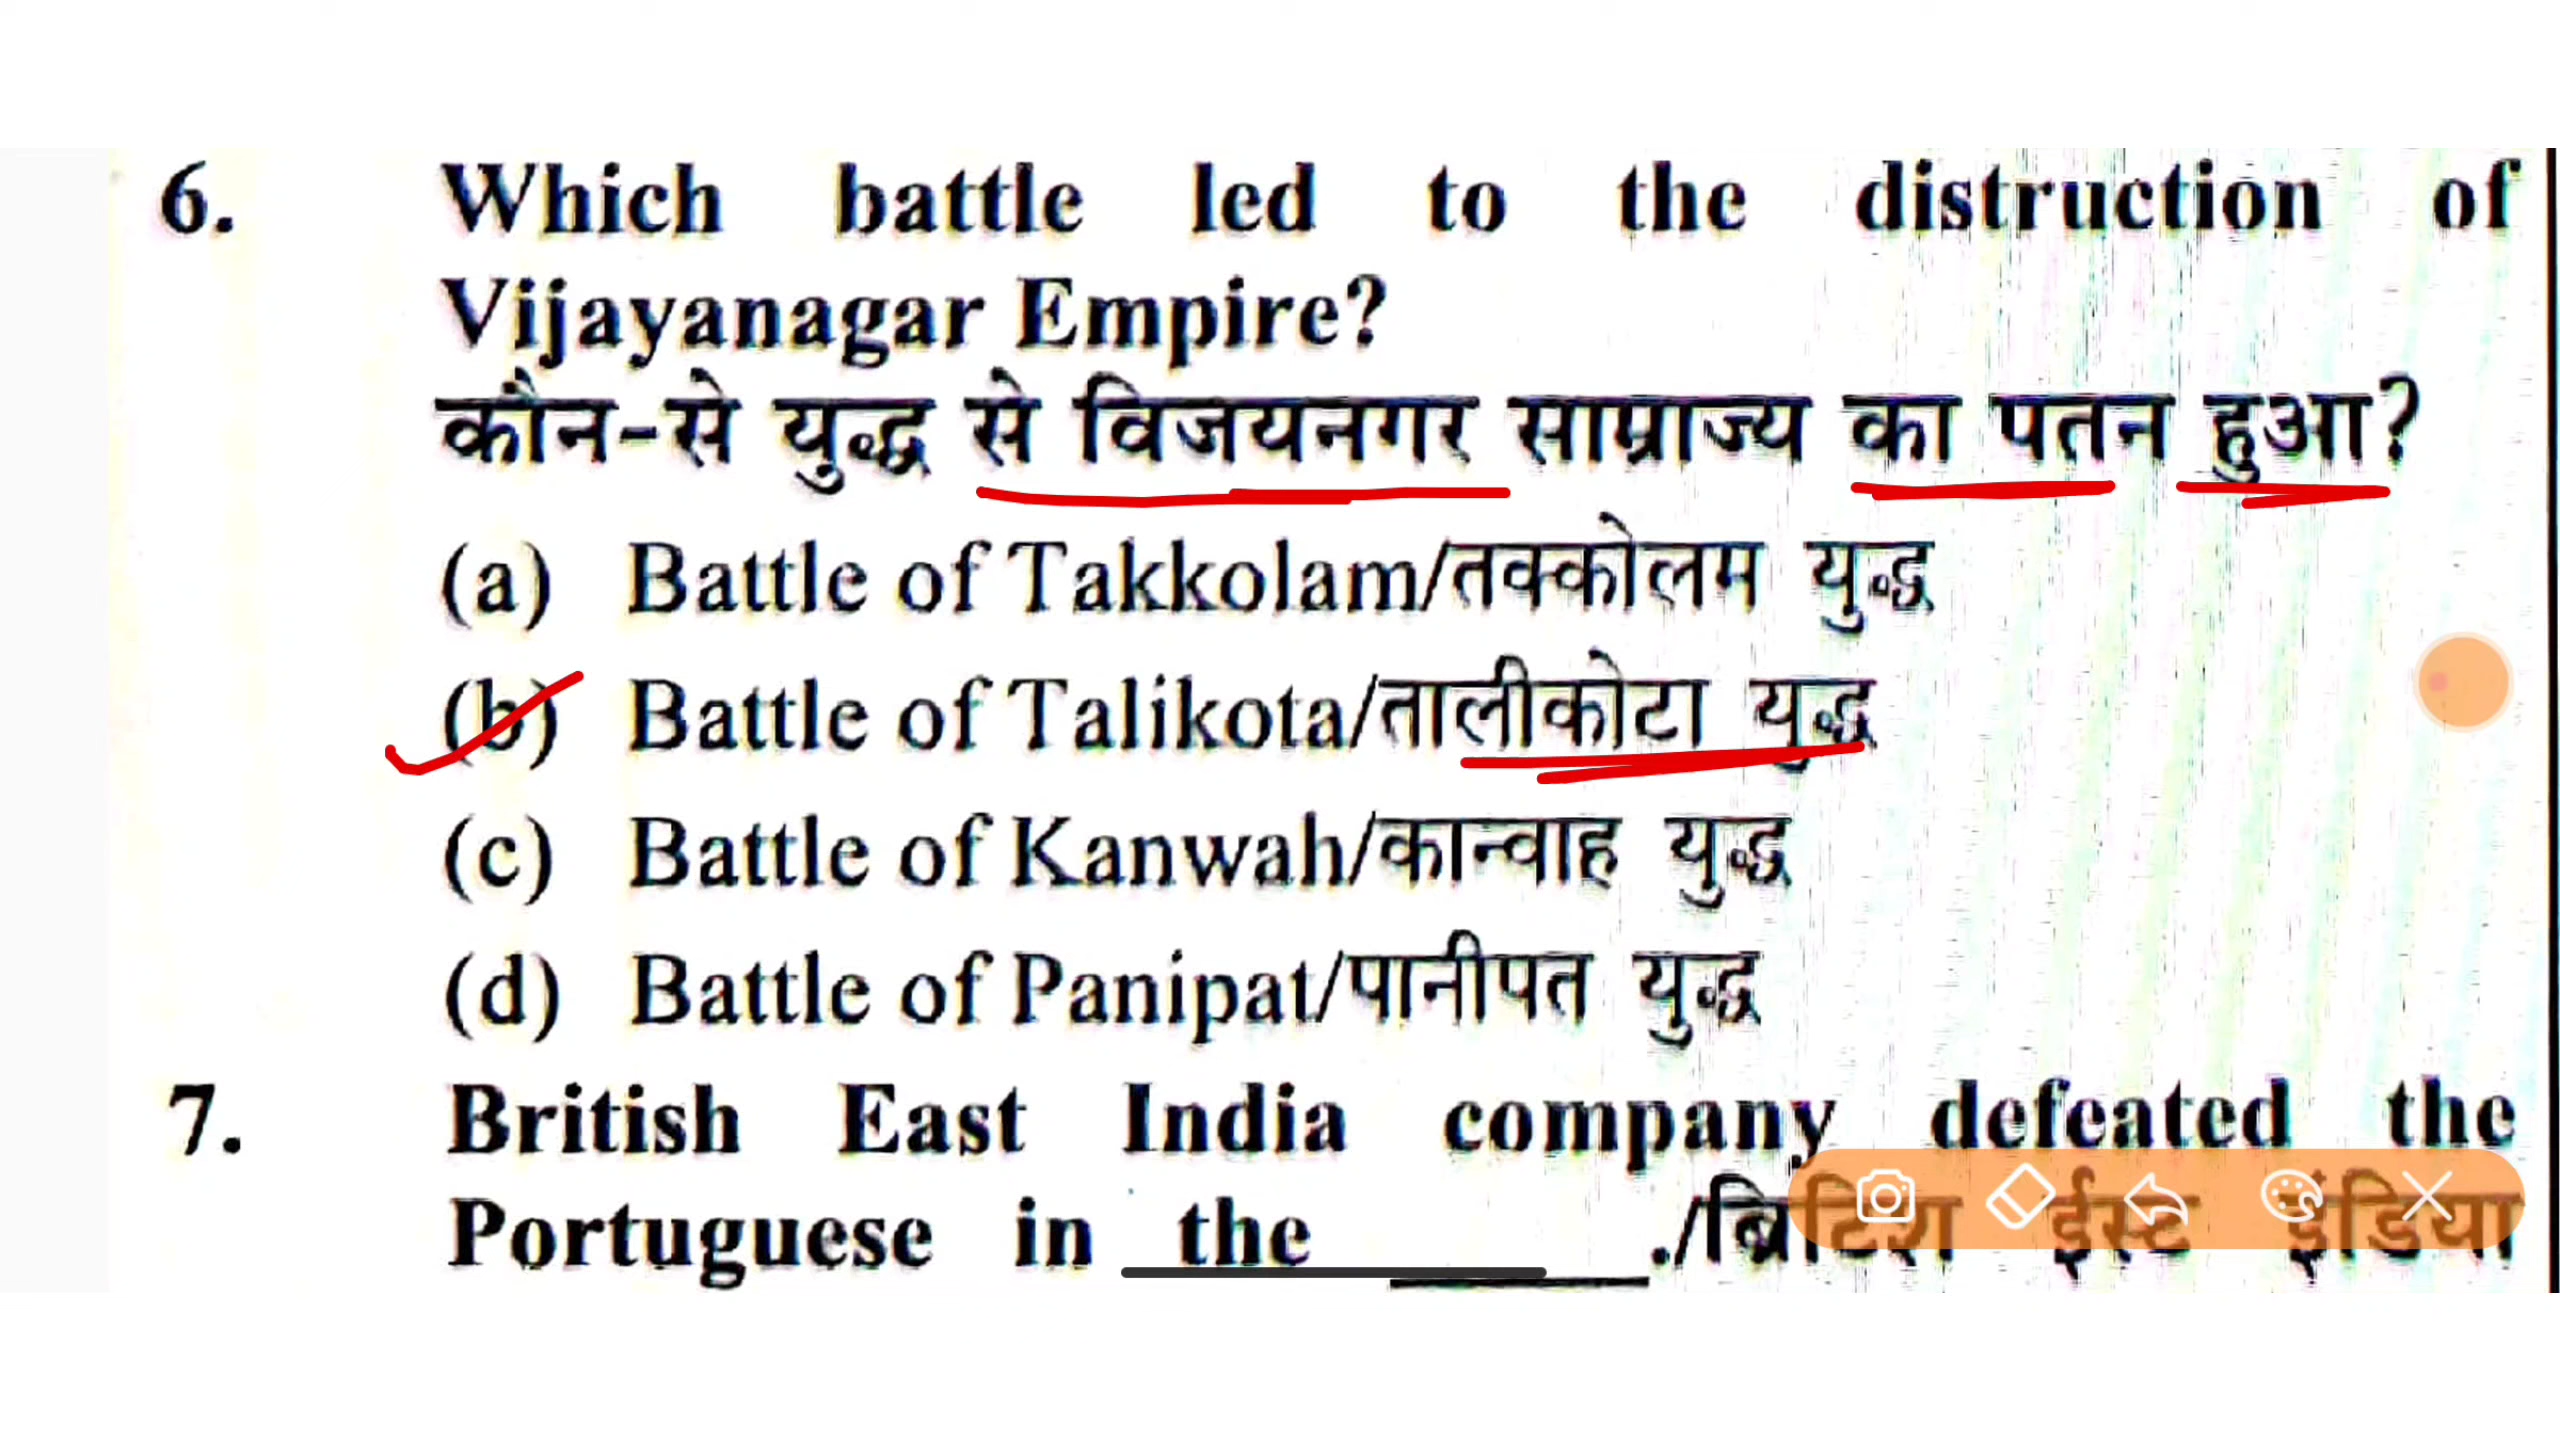 6. Which battle led to the distruction of
Vijayanagar Empire?
कौन-से युद्ध से विजयनगर साम्राज्य का पतन हुआ?
(a) Battle of Takkolam/तक्कोलम युद्ध
(b) Battle of Talikota/तालीकोटा युद्ध
(c) Battle of Kanwah/कान्वाह युद्ध
(d) Battle of Panipat/पानीपत युद्ध
7. British East India company defeated the
Portuguese in the ______./ब्रिटिश ईस्ट इंडिया